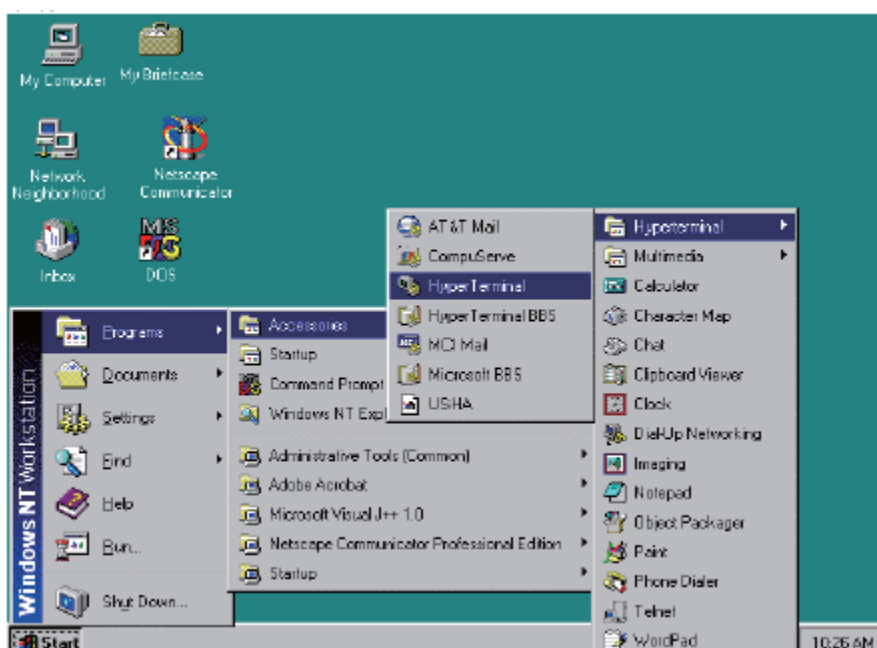 My Computer
My Briefcase
Network
Neighborhood
Netscape
Communicator
Inbox
MS
DOS
DOS
Windows NT Workstation
Programs
Documents
Settings
Find
Help
Run...
Shut Down...
Accessories
Startup
Command Prompt
Windows NT Expl
Administrative Tools (Common)
Adobe Acrobat
Microsoft Visual J++ 1.0
Netscape Communicator Professional Edition
Startup
AT&T Mail
CompuServe
HyperTerminal
HyperTerminal BBS
MCI Mail
Microsoft BBS
USHA
Hyperterminal
Multimedia
Calculator
Character Map
Chat
Clipboard Viewer
Clock
Dial-Up Networking
Imaging
Notepad
Object Packager
Paint
Phone Dialer
Telnet
WordPad
Start
10:26 AM